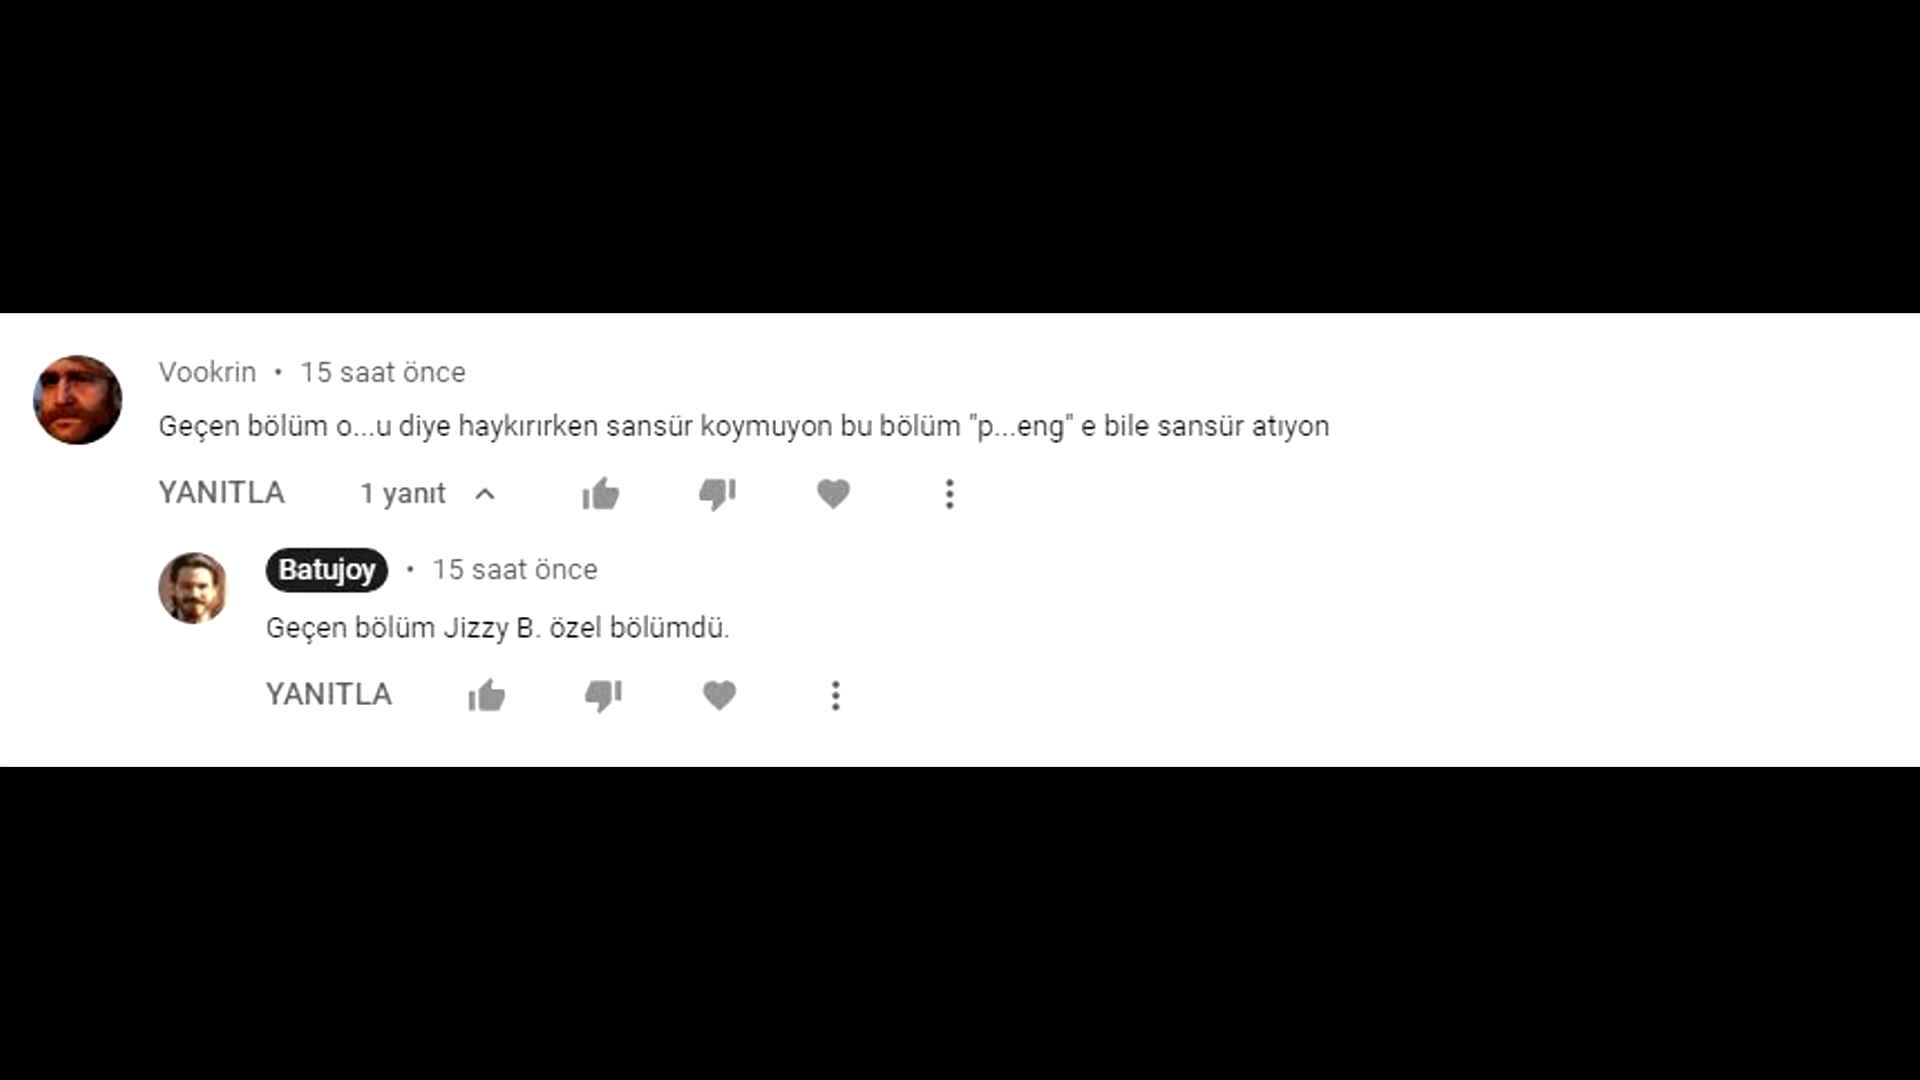 Vookrin • 15 saat önce
Geçen bölüm o...u diye haykırırken sansür koymuyon bu bölüm "p...eng" e bile sansür atıyon
YANITLA 1 yanıt
Batujoy • 15 saat önce
Geçen bölüm Jizzy B. özel bölümdü.
YANITLA